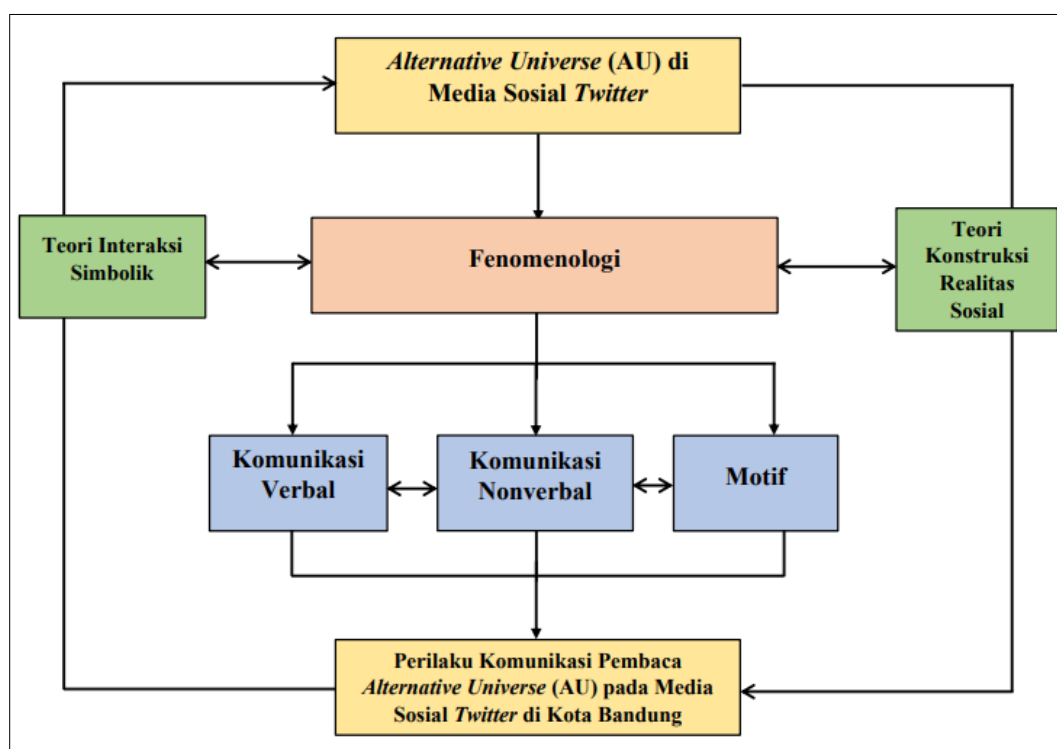 Alternative Universe (AU) di
Media Sosial Twitter
Teori Interaksi
Simbolik
Fenomenologi
Teori
Konstruksi
Realitas
Sosial
Komunikasi
Verbal
Komunikasi
Nonverbal
Motif
Perilaku Komunikasi Pembaca
Alternative Universe (AU) pada Media
Sosial Twitter di Kota Bandung